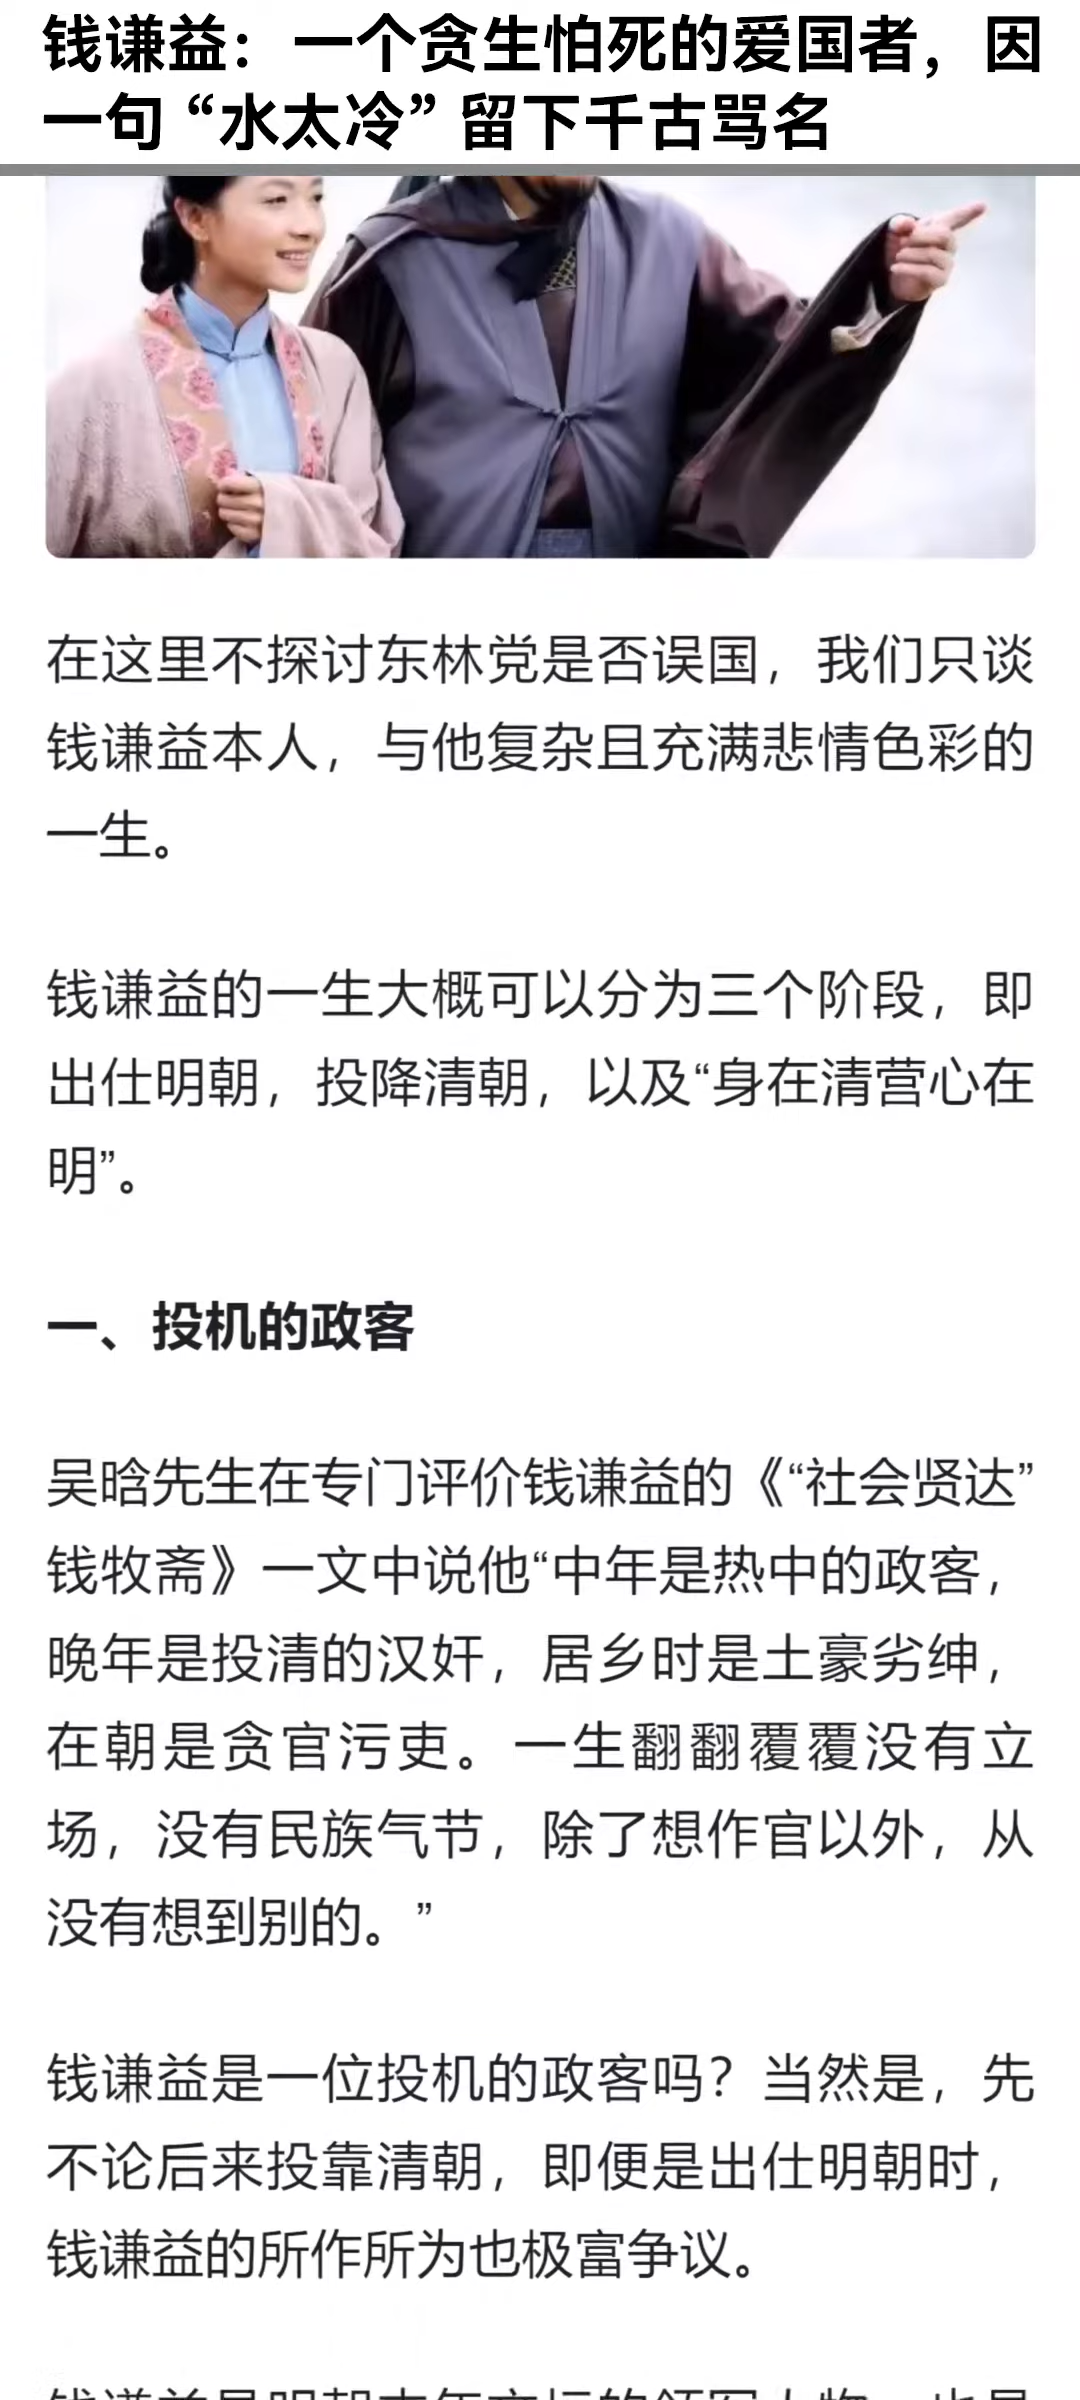 钱谦益：一个贪生怕死的爱国者，因
一句“水太冷”留下千古骂名
在这里不探讨东林党是否误国，我们只谈
钱谦益本人，与他复杂且充满悲情色彩的
一生。
钱谦益的一生大概可以分为三个阶段，即
出仕明朝，投降清朝，以及“身在清营心在
明”。
一、投机的政客
吴晗先生在专门评价钱谦益的《“社会贤达”
钱牧斋》一文中说他“中年是热中的政客，
晚年是投清的汉奸，居乡时是土豪劣绅，
在朝是贪官污吏。一生翻翻覆覆没有立
场，没有民族气节，除了想作官以外，从
没有想到别的。”
钱谦益是一位投机的政客吗？当然是，先
不论后来投靠清朝，即便是出仕明朝时，
钱谦益的所作所为也极富争议。